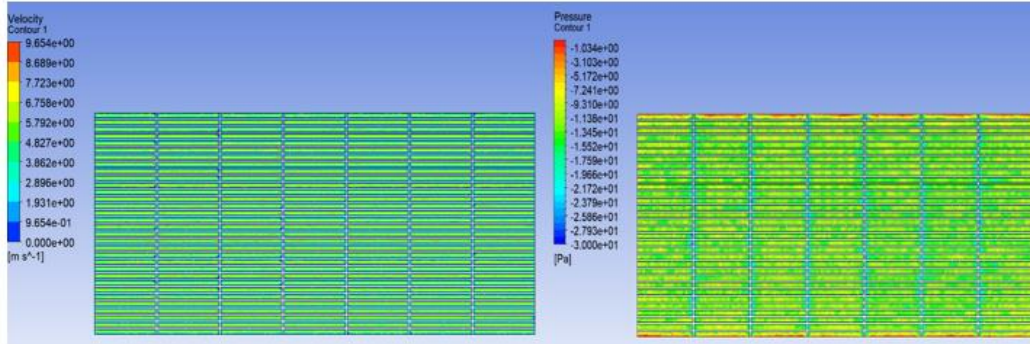 Velocity
Contour 1
9.654e+00
8.689e+00
7.723e+00
6.758e+00
5.792e+00
4.827e+00
3.862e+00
2.896e+00
1.931e+00
9.654e-01
0.000e+00
[m s^-1]
Pressure
Contour 1
-1.034e+00
-3.103e+00
-5.172e+00
-7.241e+00
-9.310e+00
-1.138e+01
-1.345e+01
-1.552e+01
-1.759e+01
-1.966e+01
-2.172e+01
-2.379e+01
-2.586e+01
-2.793e+01
-3.000e+01
[Pa]